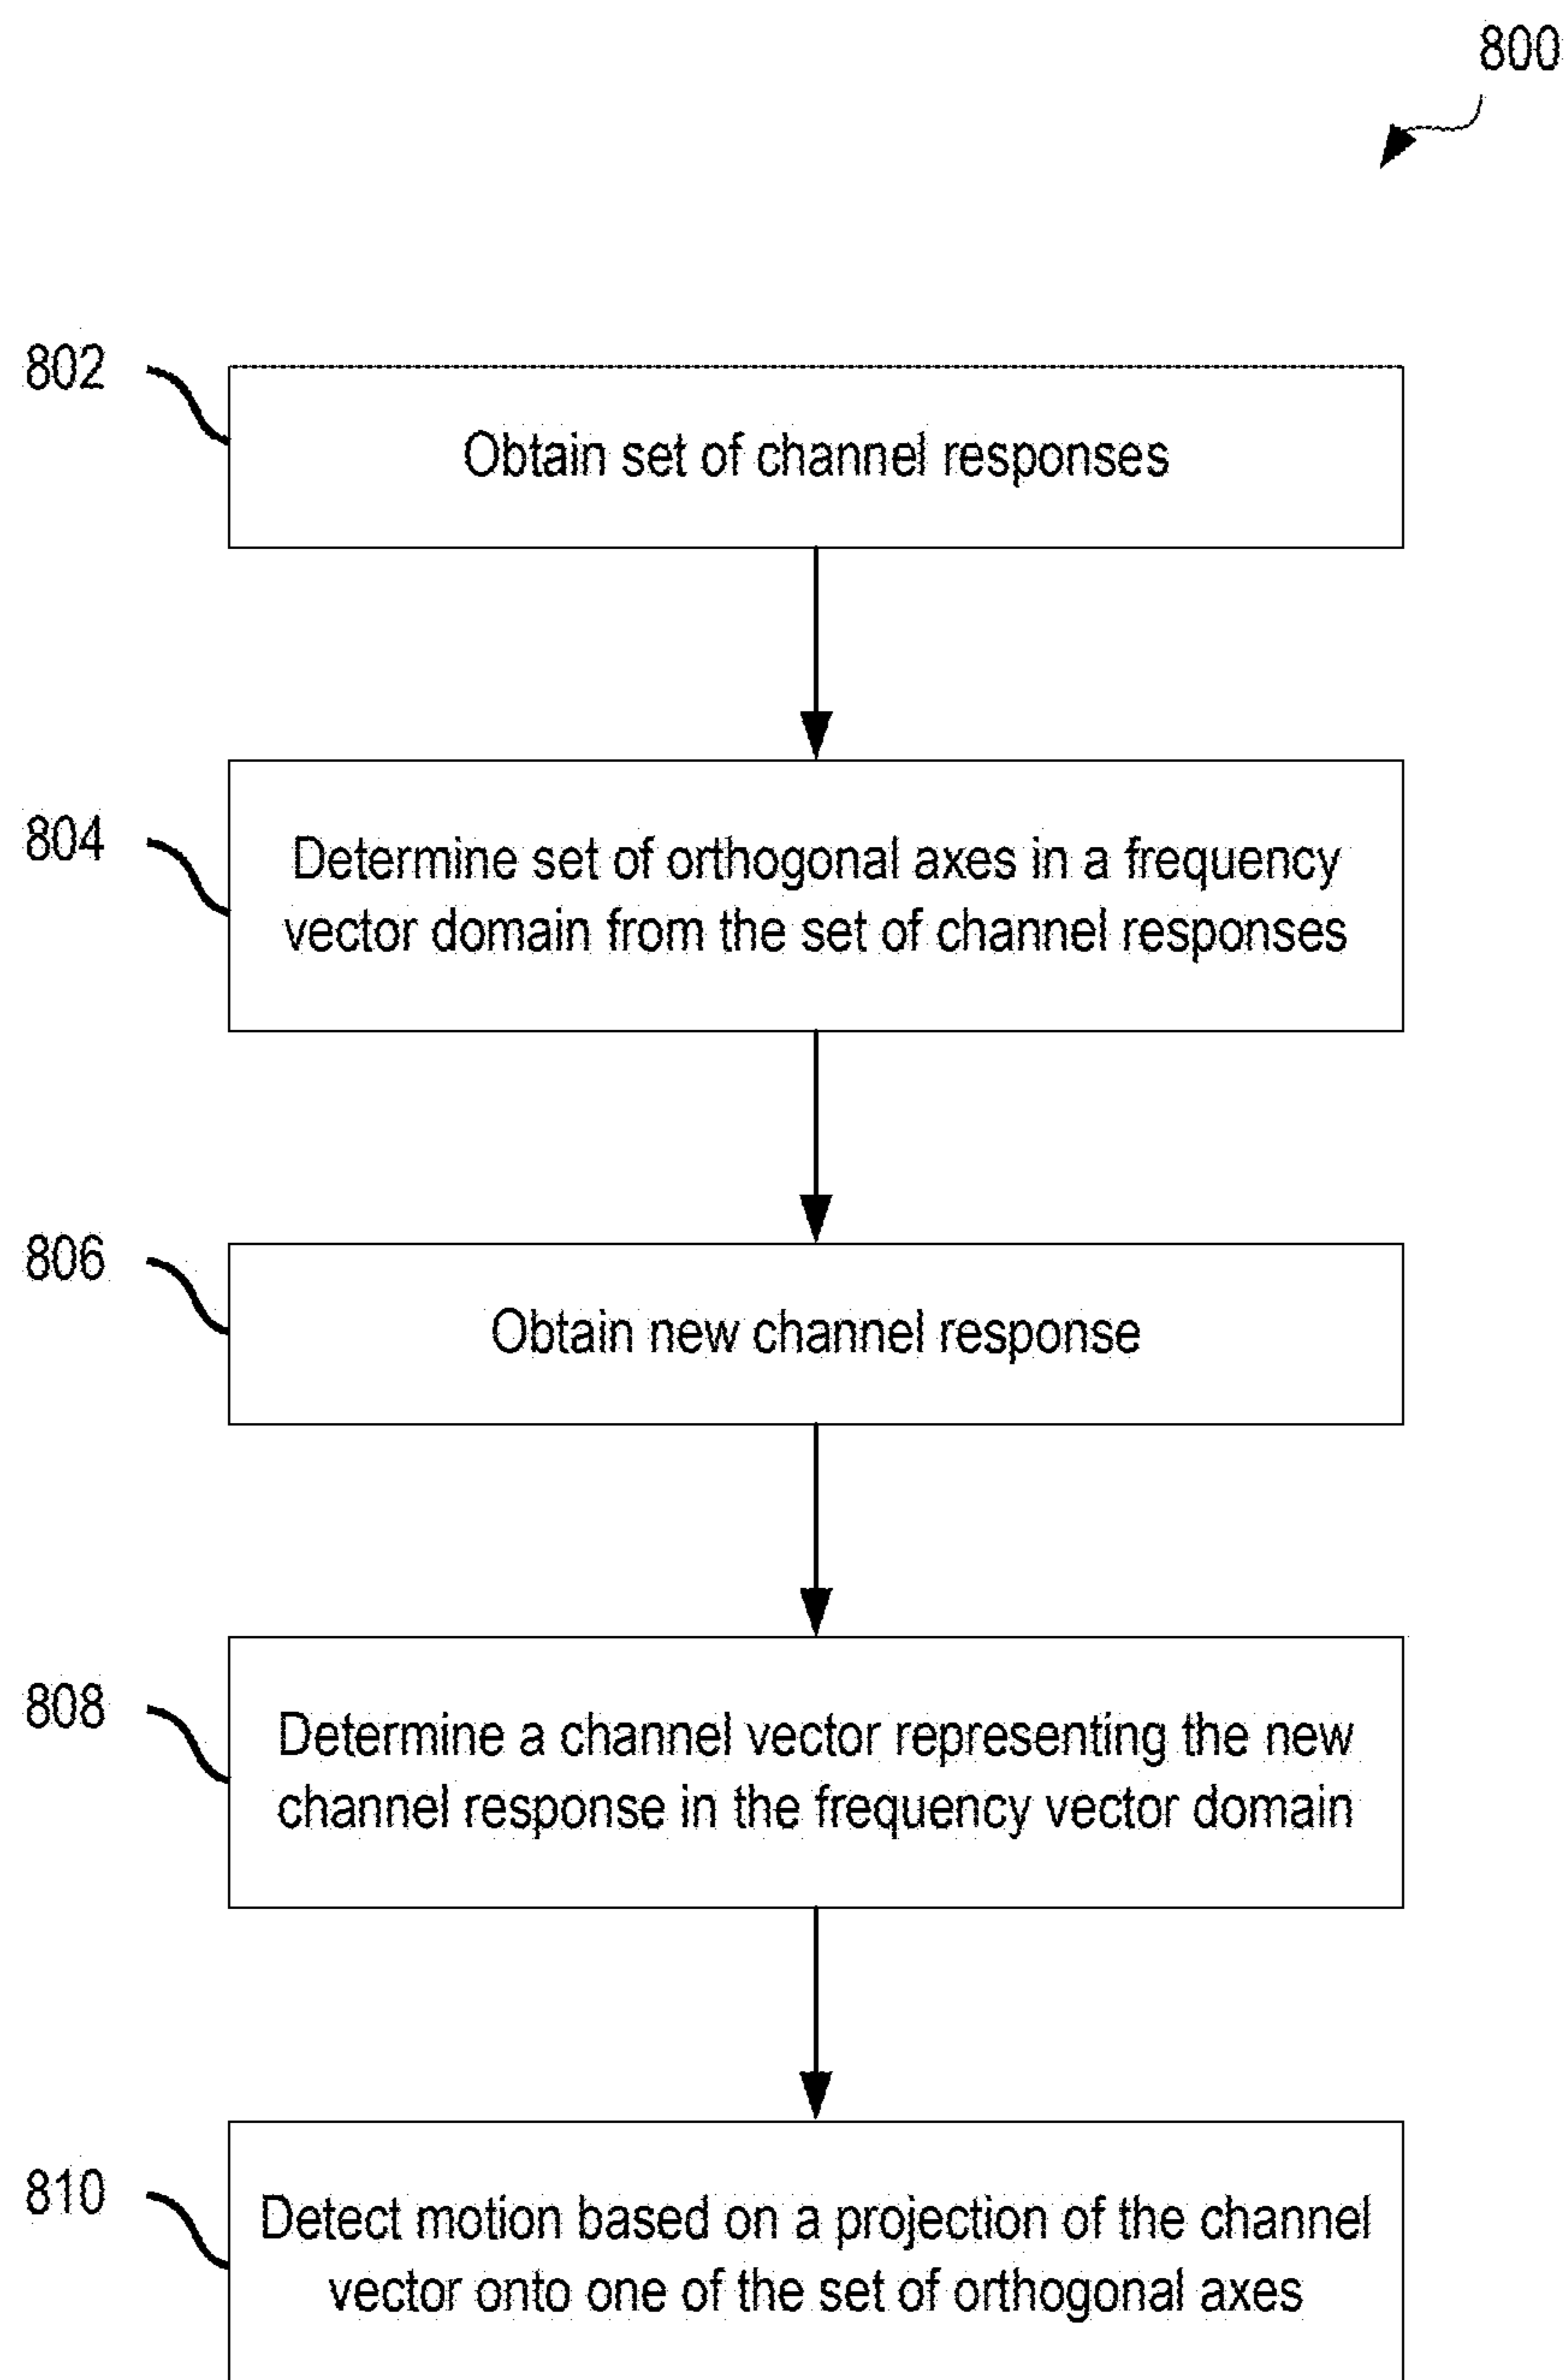 800
802
Obtain set of channel responses
804
Determine set of orthogonal axes in a frequency
vector domain from the set of channel responses
806
Obtain new channel response
808
Determine a channel vector representing the new
channel response in the frequency vector domain
810
Detect motion based on a projection of the channel
vector onto one of the set of orthogonal axes